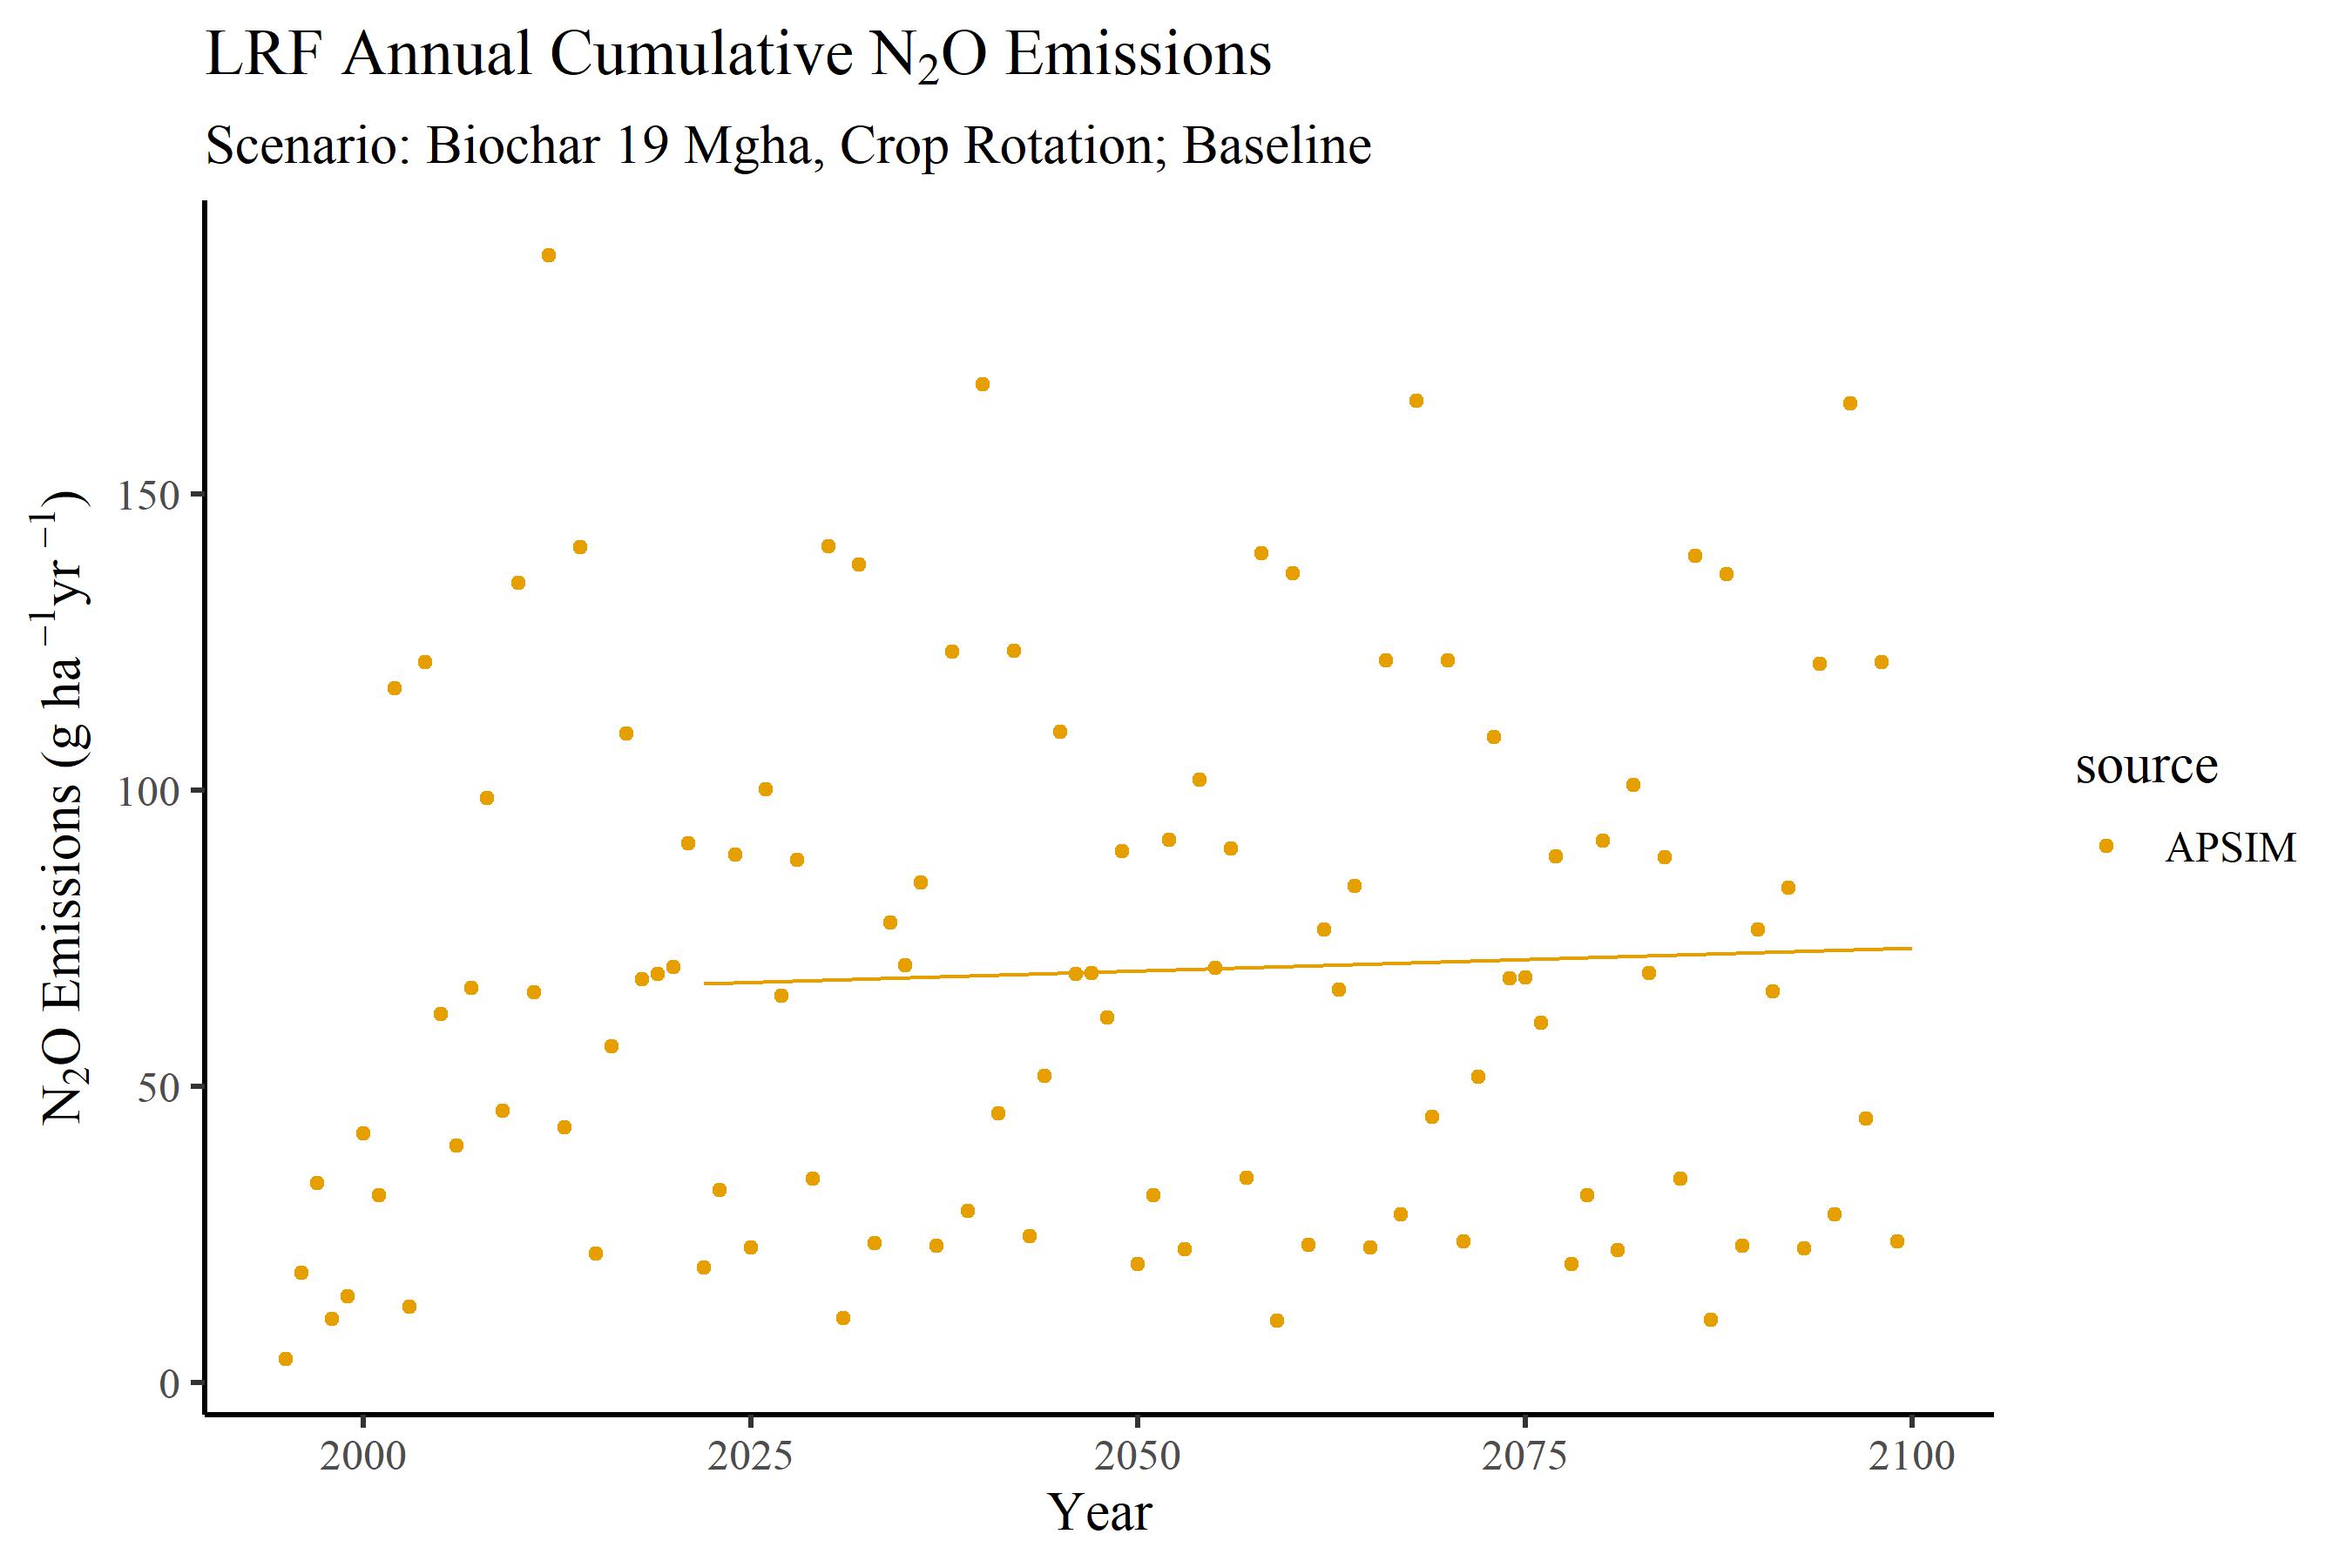 LRF Annual Cumulative N₂O Emissions
Scenario: Biochar 19 Mgha, Crop Rotation; Baseline
N₂O Emissions (g ha ⁻¹yr ⁻¹)
150
100
50
0
2000 2025 2050 2075 2100
Year
source
APSIM